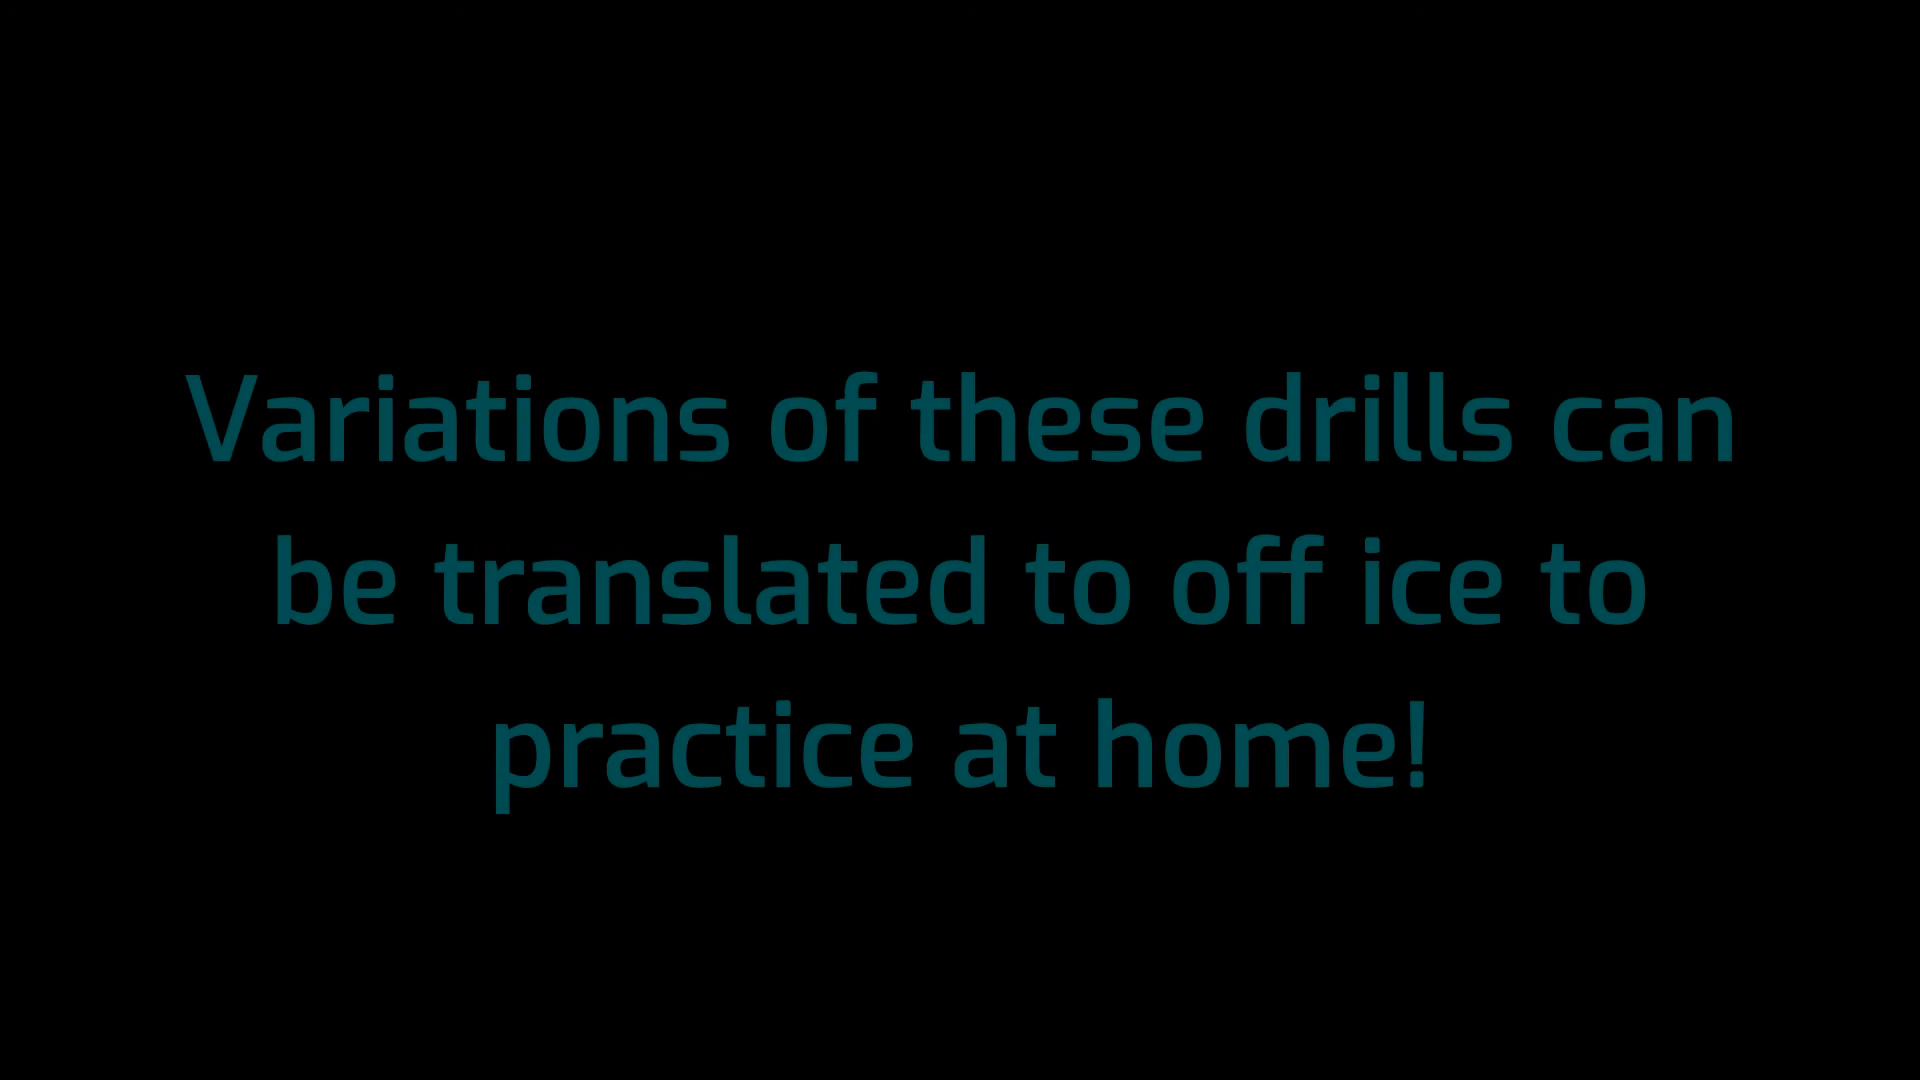 Variations of these drills can
be translated to off ice to
practice at home!